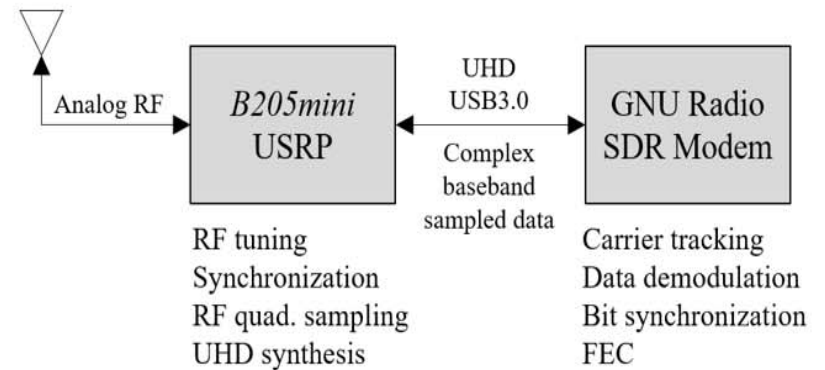 Analog RF
B205mini
USRP
UHD
USB3.0
Complex
baseband
sampled data
GNU Radio
SDR Modem
RF tuning
Synchronization
RF quad. sampling
UHD synthesis
Carrier tracking
Data demodulation
Bit synchronization
FEC